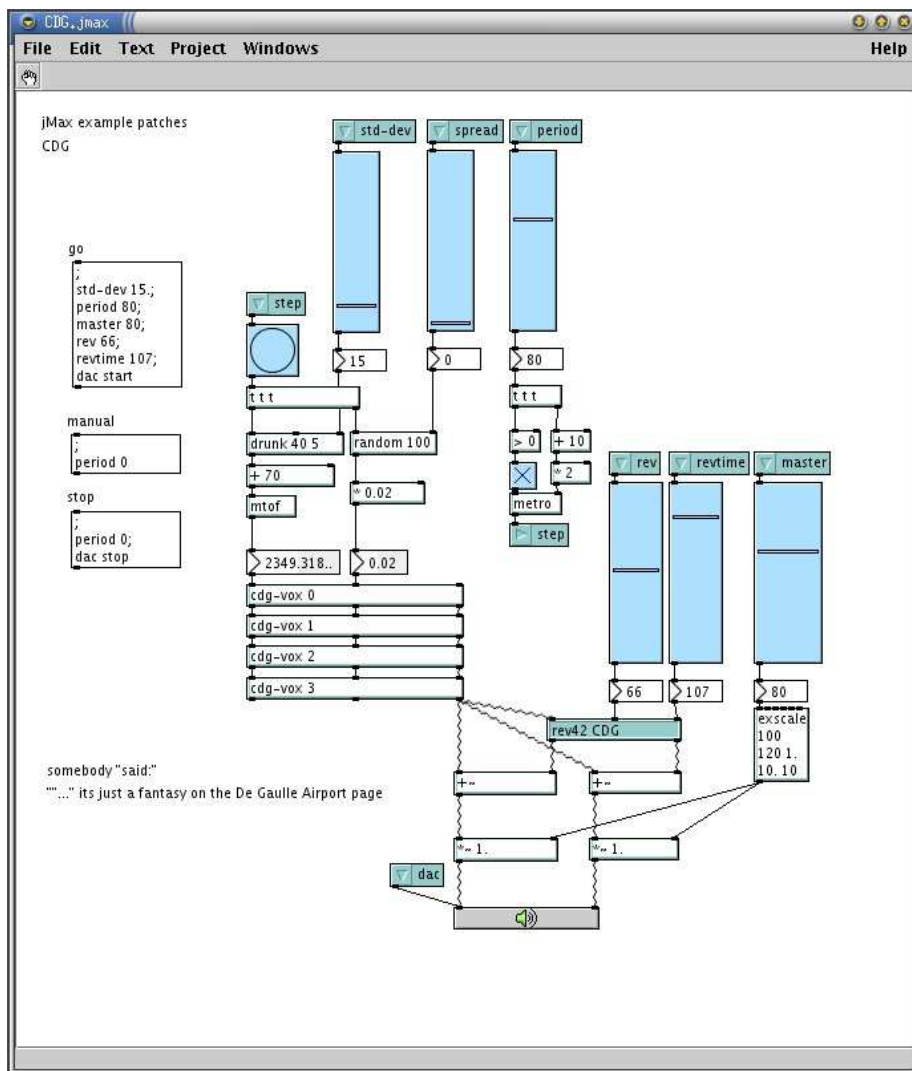 CDG.jmax
File Edit Text Project Windows Help
jMax example patches
CDG
std-dev
spread
period
go
;
std-dev 15.;
period 80;
master 80;
rev 66;
revtime 107;
dac start
step
15
0
80
t t t
t t t
manual
;
period 0
drunk 40 5
random 100
> 0
+ 10
+ 70
* 0.02
* 2
mtof
metro
step
rev
revtime
master
stop
;
period 0;
dac stop
2349.318..
0.02
cdg-vox 0
cdg-vox 1
cdg-vox 2
cdg-vox 3
66
107
80
rev42 CDG
exscale
100
120 1.
10. 10
somebody "said:"
""..." its just a fantasy on the De Gaulle Airport page
+~
+~
*~ 1.
*~ 1.
dac